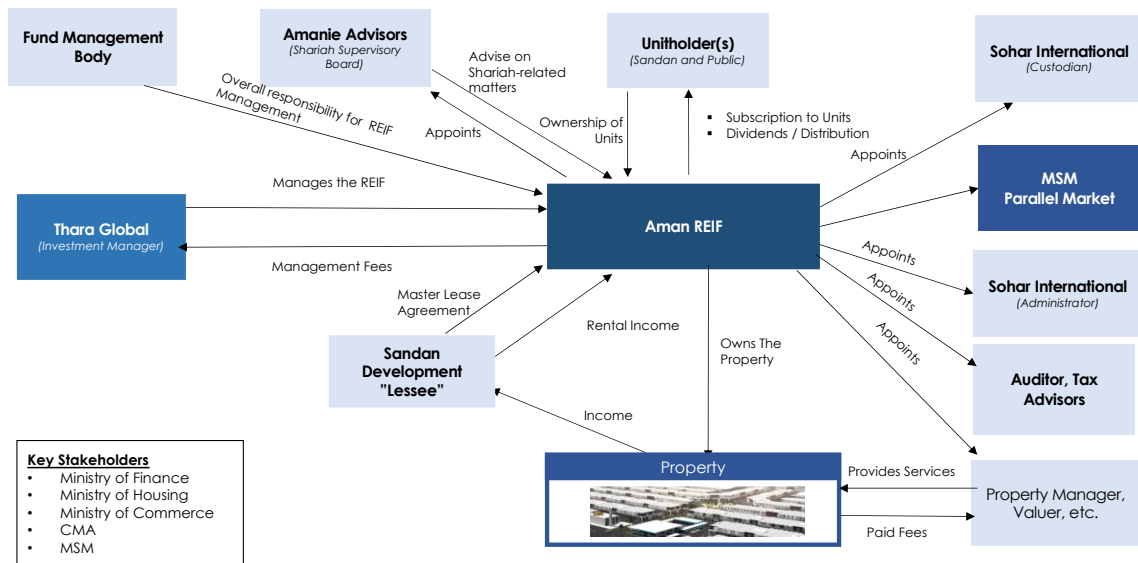 Fund Management
Body
Amanie Advisors
(Shariah Supervisory
Board)
Advise on
Shariah-related
matters
Unitholder(s)
(Sandan and Public)
Sohar International
(Custodian)
Overall responsibility for REIF
Management
Appoints
Ownership of
Units
▪ Subscription to Units
▪ Dividends / Distribution
Appoints
Manages the REIF
MSM
Parallel Market
Thara Global
(Investment Manager)
Aman REIF
Management Fees
Appoints
Sohar International
(Administrator)
Appoints
Master Lease
Agreement
Rental Income
Appoints
Owns The
Property
Sandan
Development
”Lessee”
Auditor, Tax
Advisors
Income
Key Stakeholders
• Ministry of Finance
• Ministry of Housing
• Ministry of Commerce
• CMA
• MSM
Property
Provides Services
Property Manager,
Valuer, etc.
Paid Fees